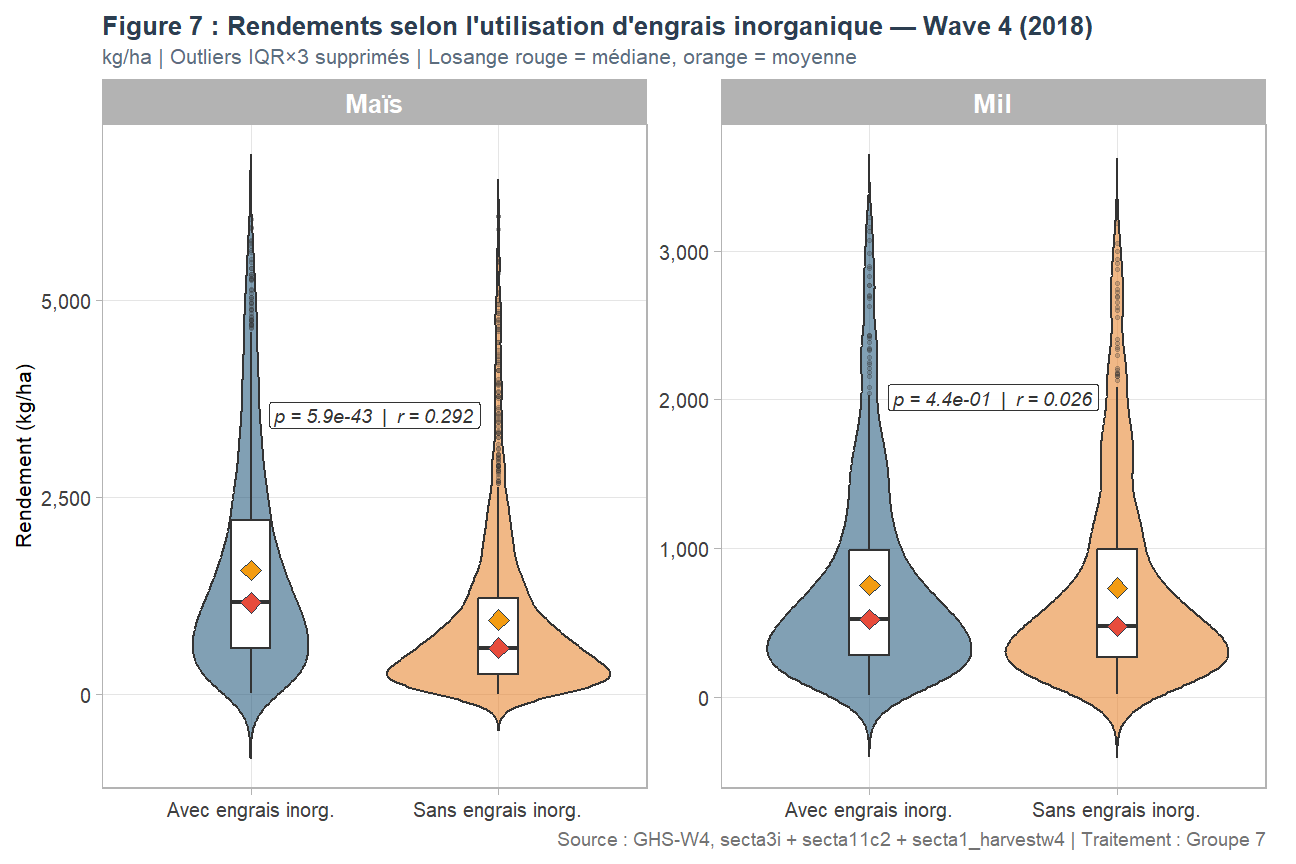 Figure 7 : Rendements selon l'utilisation d'engrais inorganique — Wave 4 (2018)
kg/ha | Outliers IQR×3 supprimés | Losange rouge = médiane, orange = moyenne
Maïs
Mil
Rendement (kg/ha)
5,000
2,500
0
p = 5.9e-43 | r = 0.292
3,000
2,000
1,000
0
p = 4.4e-01 | r = 0.026
Avec engrais inorg.
Sans engrais inorg.
Avec engrais inorg.
Sans engrais inorg.
Source : GHS-W4, secta3i + secta11c2 + secta1_harvestw4 | Traitement : Groupe 7